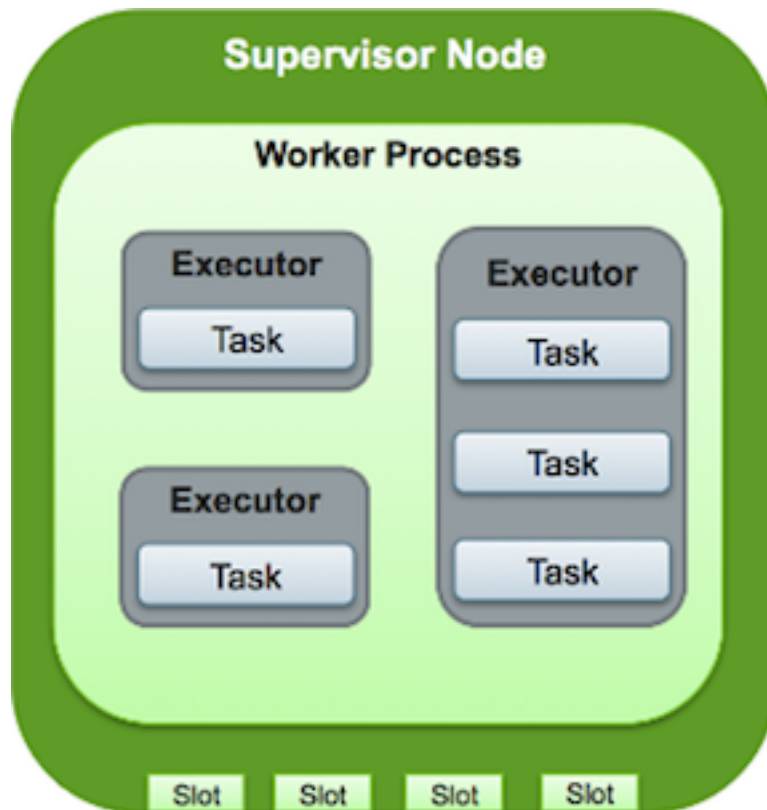 Supervisor Node
Worker Process
Executor
Task
Executor
Task
Executor
Task
Task
Task
Slot Slot Slot Slot